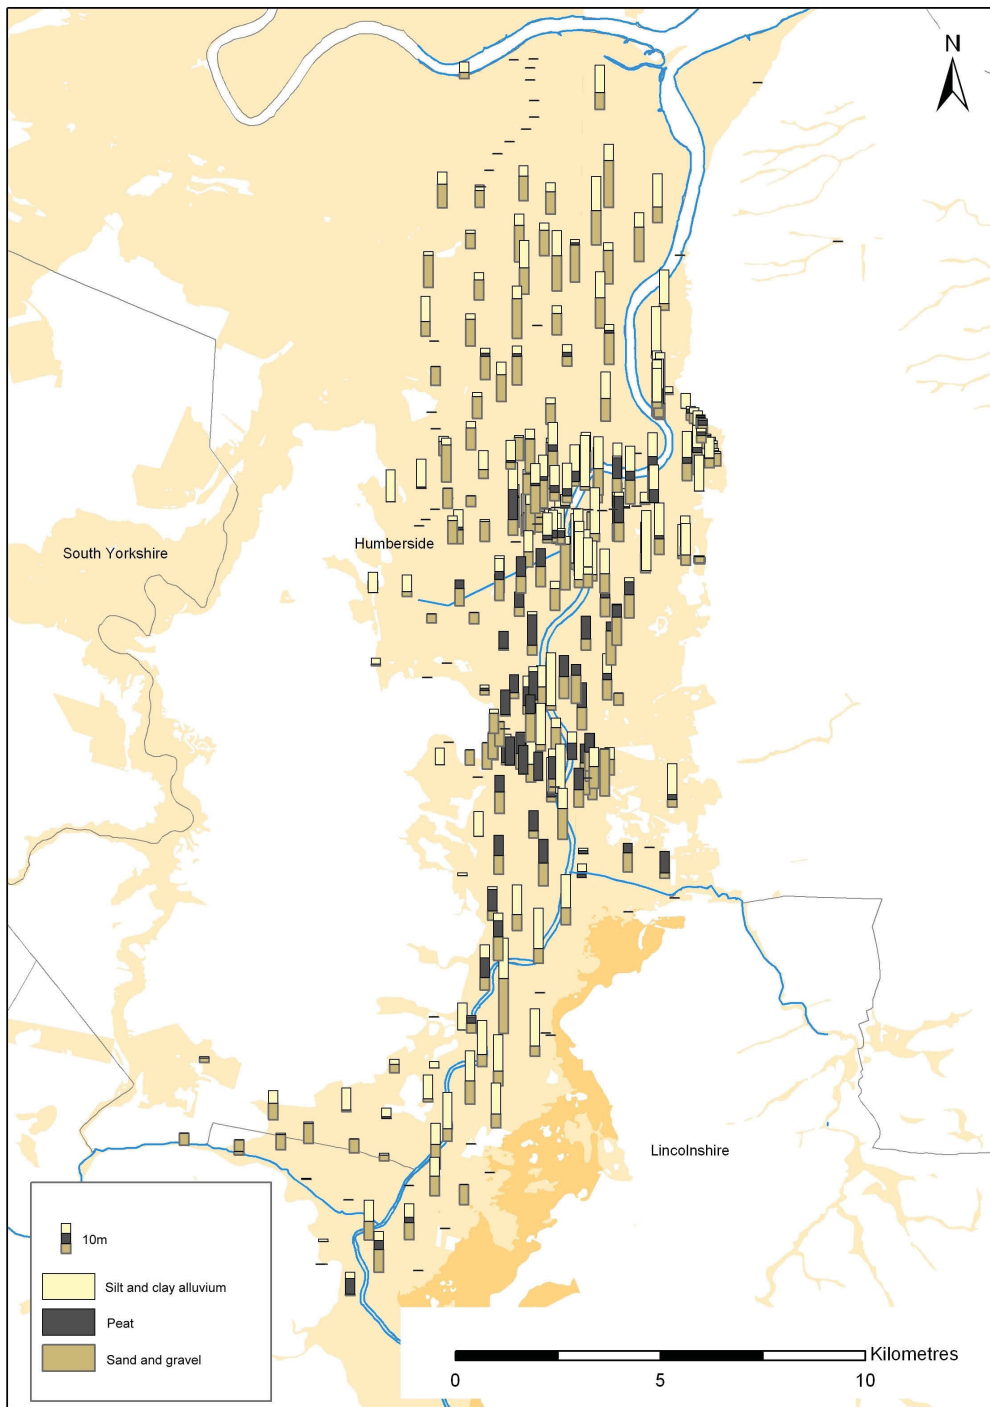 N
South Yorkshire
Humberside
Lincolnshire
10m
Silt and clay alluvium
Peat
Sand and gravel
Kilometres
0 5 10